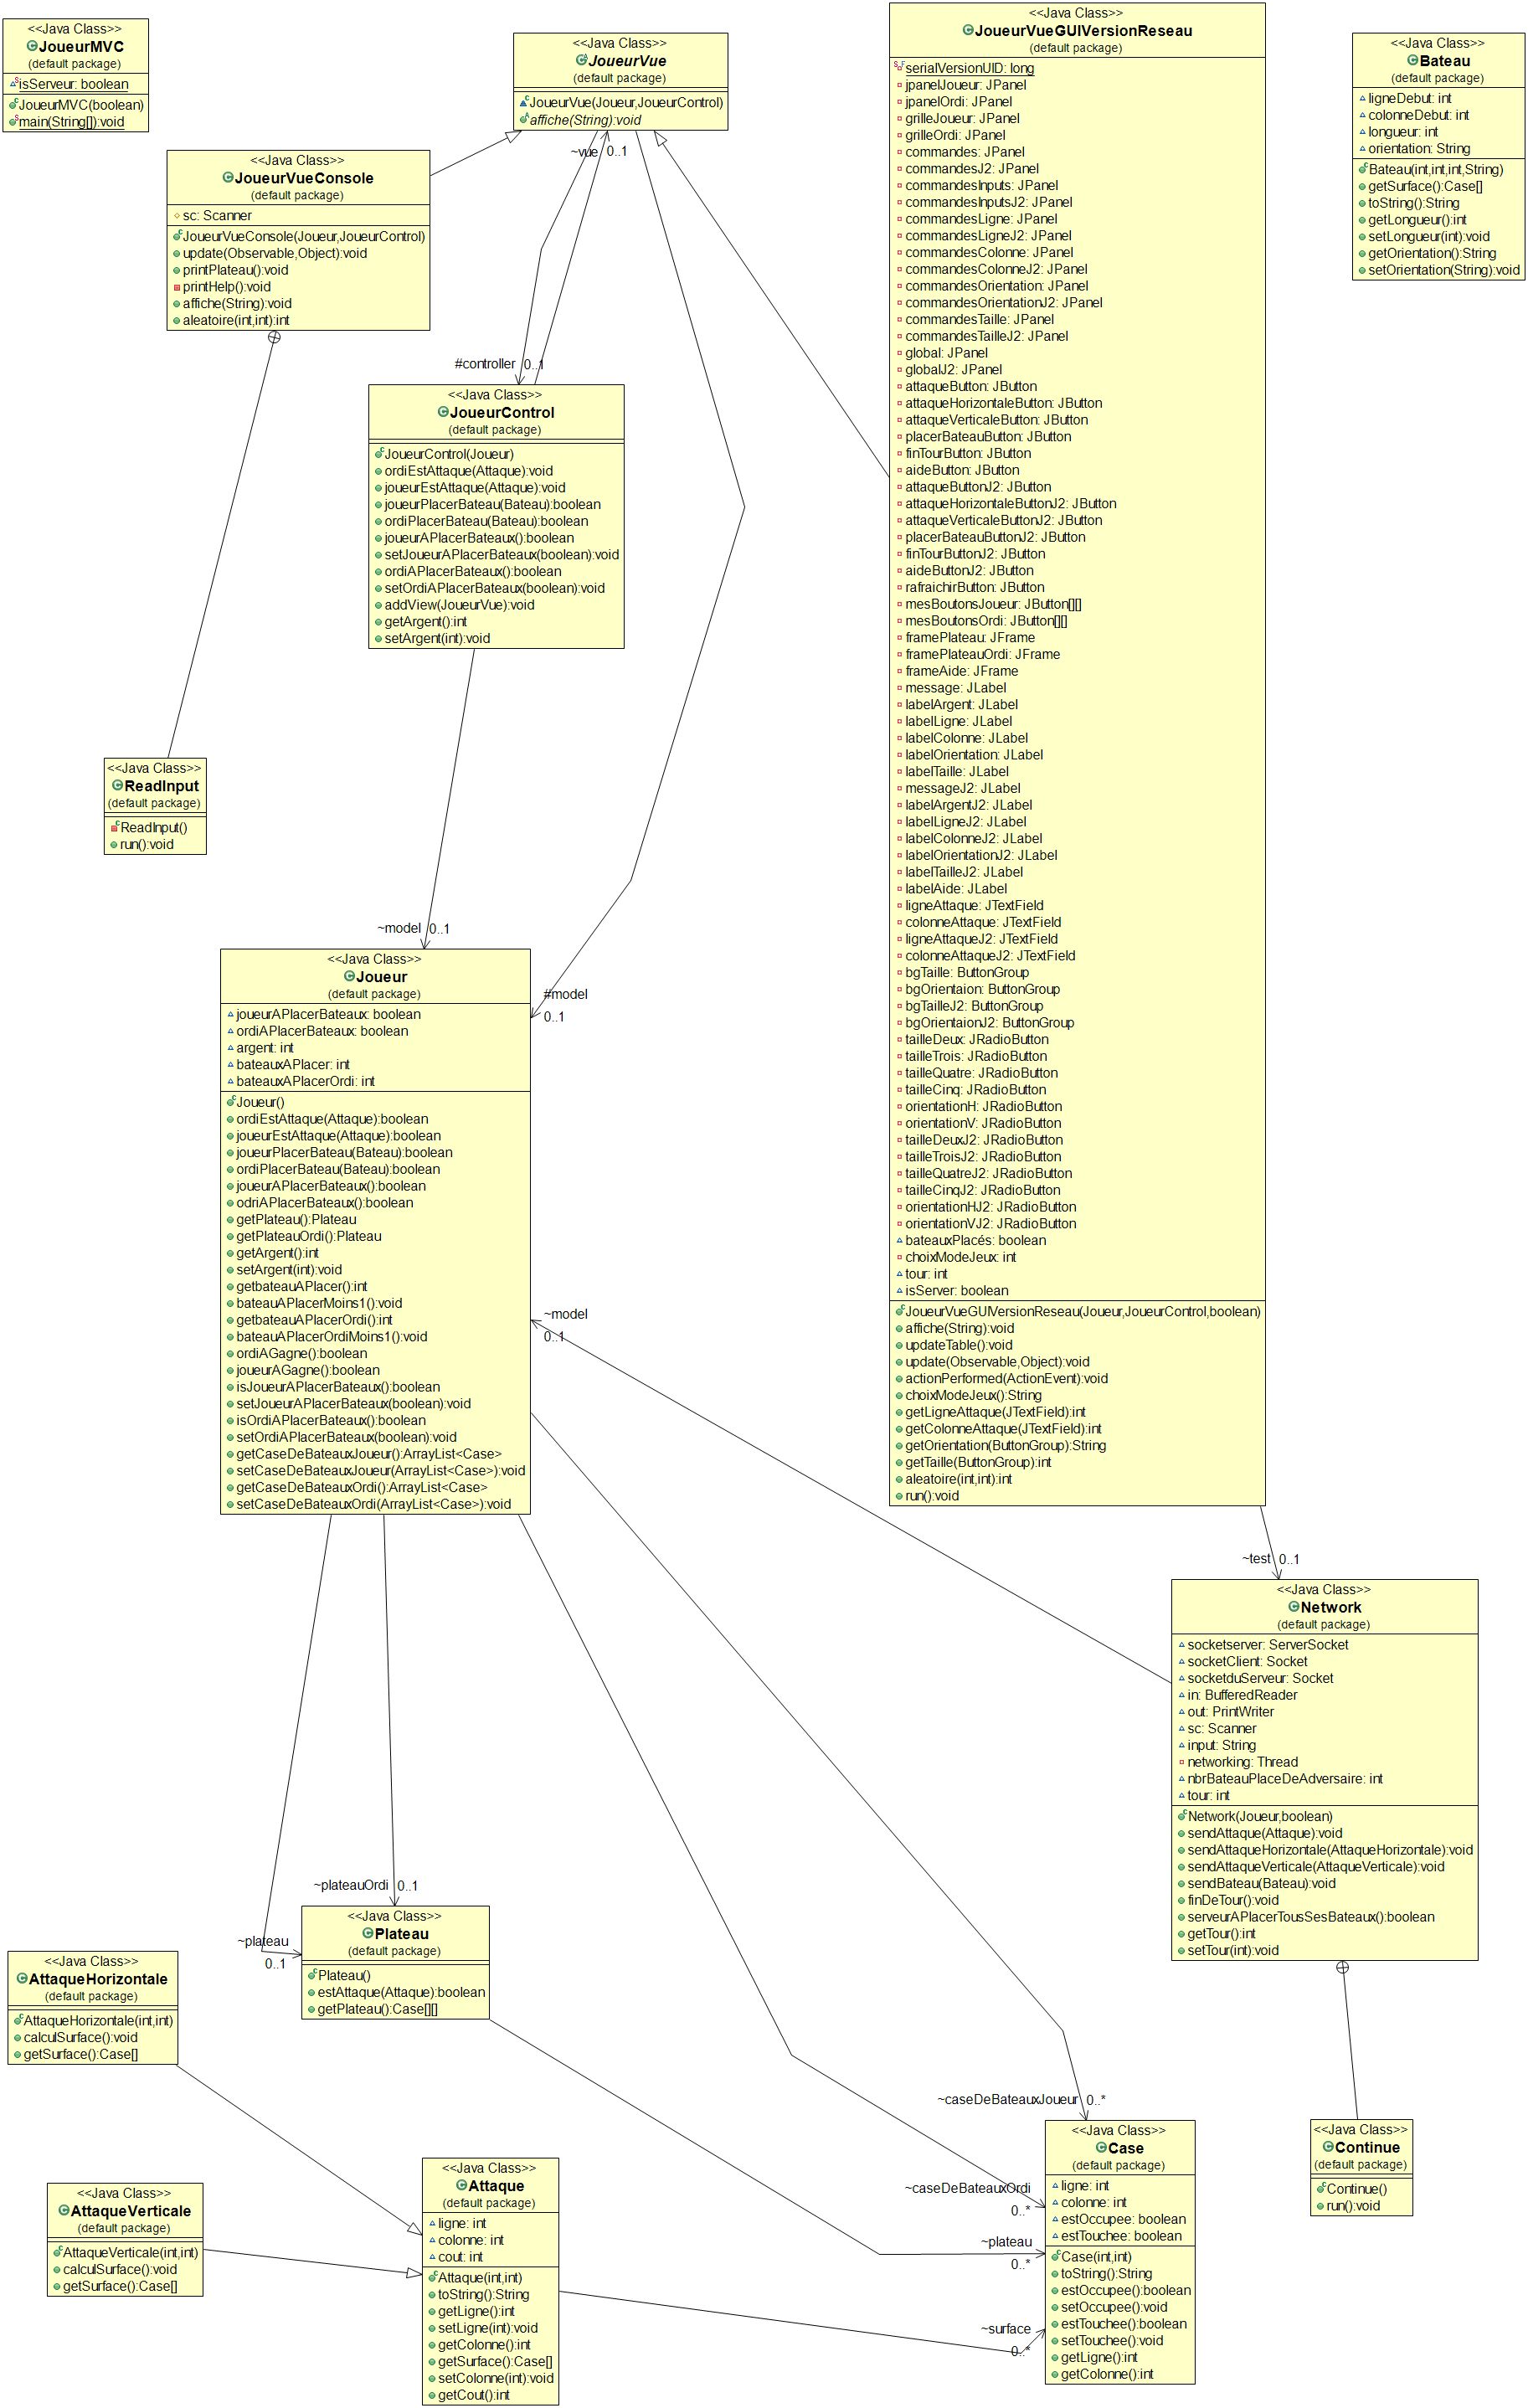 <<Java Class>>
JoueurMVC
(default package)
isServeur: boolean
JoueurMVC(boolean)
main(String[]):void
<<Java Class>>
JoueurVue
(default package)
JoueurVue(Joueur,JoueurControl)
affiche(String):void
<<Java Class>>
JoueurVueGUIVersionReseau
(default package)
serialVersionUID: long
jpanelJoueur: JPanel
jpanelOrdi: JPanel
grilleJoueur: JPanel
grilleOrdi: JPanel
commandes: JPanel
commandesJ2: JPanel
commandesInputs: JPanel
commandesInputsJ2: JPanel
commandesLigne: JPanel
commandesLigneJ2: JPanel
commandesColonne: JPanel
commandesColonneJ2: JPanel
commandesOrientation: JPanel
commandesOrientationJ2: JPanel
commandesTaille: JPanel
commandesTailleJ2: JPanel
global: JPanel
globalJ2: JPanel
attaqueButton: JButton
attaqueHorizontaleButton: JButton
attaqueVerticaleButton: JButton
placerBateauButton: JButton
finTourButton: JButton
aideButton: JButton
attaqueButtonJ2: JButton
attaqueHorizontaleButtonJ2: JButton
attaqueVerticaleButtonJ2: JButton
placerBateauButtonJ2: JButton
finTourButtonJ2: JButton
aideButtonJ2: JButton
rafraichirButton: JButton
mesBoutonsJoueur: JButton[][]
mesBoutonsOrdi: JButton[][]
framePlateau: JFrame
framePlateauOrdi: JFrame
frameAide: JFrame
message: JLabel
labelArgent: JLabel
labelLigne: JLabel
labelColonne: JLabel
labelOrientation: JLabel
labelTaille: JLabel
messageJ2: JLabel
labelArgentJ2: JLabel
labelLigneJ2: JLabel
labelColonneJ2: JLabel
labelOrientationJ2: JLabel
labelTailleJ2: JLabel
labelAide: JLabel
ligneAttaque: JTextField
colonneAttaque: JTextField
ligneAttaqueJ2: JTextField
colonneAttaqueJ2: JTextField
bgTaille: ButtonGroup
bgOrientaion: ButtonGroup
bgTailleJ2: ButtonGroup
bgOrientaionJ2: ButtonGroup
tailleDeux: JRadioButton
tailleTrois: JRadioButton
tailleQuatre: JRadioButton
tailleCinq: JRadioButton
orientationH: JRadioButton
orientationV: JRadioButton
tailleDeuxJ2: JRadioButton
tailleTroisJ2: JRadioButton
tailleQuatreJ2: JRadioButton
tailleCinqJ2: JRadioButton
orientationHJ2: JRadioButton
orientationVJ2: JRadioButton
bateauxPlacés: boolean
choixModeJeux: int
tour: int
isServer: boolean
JoueurVueGUIVersionReseau(Joueur,JoueurControl,boolean)
affiche(String):void
updateTable():void
update(Observable,Object):void
actionPerformed(ActionEvent):void
choixModeJeux():String
getLigneAttaque(JTextField):int
getColonneAttaque(JTextField):int
getOrientation(ButtonGroup):String
getTaille(ButtonGroup):int
aleatoire(int,int):int
run():void
<<Java Class>>
Bateau
(default package)
ligneDebut: int
colonneDebut: int
longueur: int
orientation: String
Bateau(int,int,int,String)
getSurface():Case[]
toString():String
getLongueur():int
setLongueur(int):void
getOrientation():String
setOrientation(String):void
<<Java Class>>
JoueurVueConsole
(default package)
sc: Scanner
JoueurVueConsole(Joueur,JoueurControl)
update(Observable,Object):void
printPlateau():void
printHelp():void
affiche(String):void
aleatoire(int,int):int
~vue 0..1
#controller 0..1
<<Java Class>>
JoueurControl
(default package)
JoueurControl(Joueur)
ordiEstAttaque(Attaque):void
joueurEstAttaque(Attaque):void
joueurPlacerBateau(Bateau):boolean
ordiPlacerBateau(Bateau):boolean
joueurAPlacerBateaux():boolean
setJoueurAPlacerBateaux(boolean):void
ordiAPlacerBateaux():boolean
setOrdiAPlacerBateaux(boolean):void
addView(JoueurVue):void
getArgent():int
setArgent(int):void
<<Java Class>>
ReadInput
(default package)
ReadInput()
run():void
~model 0..1
#model
0..1
<<Java Class>>
Joueur
(default package)
joueurAPlacerBateaux: boolean
ordiAPlacerBateaux: boolean
argent: int
bateauxAPlacer: int
bateauxAPlacerOrdi: int
Joueur()
ordiEstAttaque(Attaque):boolean
joueurEstAttaque(Attaque):boolean
joueurPlacerBateau(Bateau):boolean
ordiPlacerBateau(Bateau):boolean
joueurAPlacerBateaux():boolean
odriAPlacerBateaux():boolean
getPlateau():Plateau
getPlateauOrdi():Plateau
getArgent():int
setArgent(int):void
getbateauAPlacer():int
bateauAPlacerMoins1():void
getbateauAPlacerOrdi():int
bateauAPlacerOrdiMoins1():void
ordiAGagne():boolean
joueurAGagne():boolean
isJoueurAPlacerBateaux():boolean
setJoueurAPlacerBateaux(boolean):void
isOrdiAPlacerBateaux():boolean
setOrdiAPlacerBateaux(boolean):void
getCaseDeBateauxJoueur():ArrayList<Case>
setCaseDeBateauxJoueur(ArrayList<Case>):void
getCaseDeBateauxOrdi():ArrayList<Case>
setCaseDeBateauxOrdi(ArrayList<Case>):void
~model
0..1
~test 0..1
<<Java Class>>
Network
(default package)
socketserver: ServerSocket
socketClient: Socket
socketduServeur: Socket
in: BufferedReader
out: PrintWriter
sc: Scanner
input: String
networking: Thread
nbrBateauPlaceDeAdversaire: int
tour: int
Network(Joueur,boolean)
sendAttaque(Attaque):void
sendAttaqueHorizontale(AttaqueHorizontale):void
sendAttaqueVerticale(AttaqueVerticale):void
sendBateau(Bateau):void
finDeTour():void
serveurAPlacerTousSesBateaux():boolean
getTour():int
setTour(int):void
~plateauOrdi 0..1
~plateau
0..1
<<Java Class>>
Plateau
(default package)
Plateau()
estAttaque(Attaque):boolean
getPlateau():Case[][]
<<Java Class>>
AttaqueHorizontale
(default package)
AttaqueHorizontale(int,int)
calculSurface():void
getSurface():Case[]
<<Java Class>>
AttaqueVerticale
(default package)
AttaqueVerticale(int,int)
calculSurface():void
getSurface():Case[]
<<Java Class>>
Attaque
(default package)
ligne: int
colonne: int
cout: int
Attaque(int,int)
toString():String
getLigne():int
setLigne(int):void
getColonne():int
getSurface():Case[]
setColonne(int):void
getCout():int
~caseDeBateauxJoueur 0..*
~caseDeBateauxOrdi
0..*
~plateau
0..*
~surface
0..*
<<Java Class>>
Case
(default package)
ligne: int
colonne: int
estOccupee: boolean
estTouchee: boolean
Case(int,int)
toString():String
estOccupee():boolean
setOccupee():void
estTouchee():boolean
setTouchee():void
getLigne():int
getColonne():int
<<Java Class>>
Continue
(default package)
Continue()
run():void